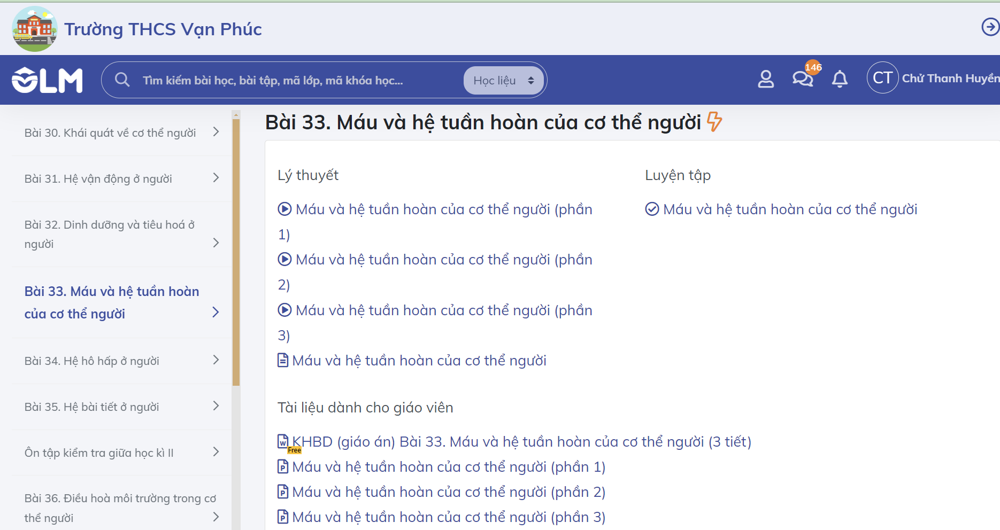 Trường THCS Vạn Phúc
OLM
Tìm kiếm bài học, bài tập, mã lớp, mã khóa học...
Học liệu
146
CT
Chử Thanh Huyền
Bài 30. Khái quát về cơ thể người
Bài 31. Hệ vận động ở người
Bài 32. Dinh dưỡng và tiêu hoá ở
người
Bài 33. Máu và hệ tuần hoàn
của cơ thể người
Bài 34. Hệ hô hấp ở người
Bài 35. Hệ bài tiết ở người
Ôn tập kiểm tra giữa học kì II
Bài 36. Điều hoà môi trường trong cơ
thể người
Bài 33. Máu và hệ tuần hoàn của cơ thể người
Lý thuyết
Máu và hệ tuần hoàn của cơ thể người (phần
1)
Máu và hệ tuần hoàn của cơ thể người (phần
2)
Máu và hệ tuần hoàn của cơ thể người (phần
3)
Máu và hệ tuần hoàn của cơ thể người
Luyện tập
Máu và hệ tuần hoàn của cơ thể người
Tài liệu dành cho giáo viên
KHBD (giáo án) Bài 33. Máu và hệ tuần hoàn của cơ thể người (3 tiết)
Free
Máu và hệ tuần hoàn của cơ thể người (phần 1)
Máu và hệ tuần hoàn của cơ thể người (phần 2)
Máu và hệ tuần hoàn của cơ thể người (phần 3)